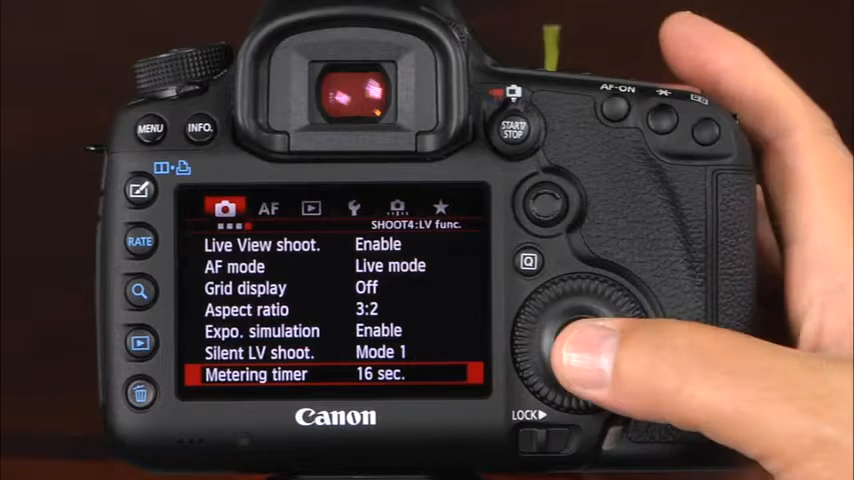 AF-ON
MENU
INFO.
START/
STOP
AF
SHOOT4:LV func.
Live View shoot. Enable
AF mode Live mode
Grid display Off
Aspect ratio 3:2
Expo. simulation Enable
Silent LV shoot. Mode 1
Metering timer 16 sec.
RATE
Q
Canon
LOCK